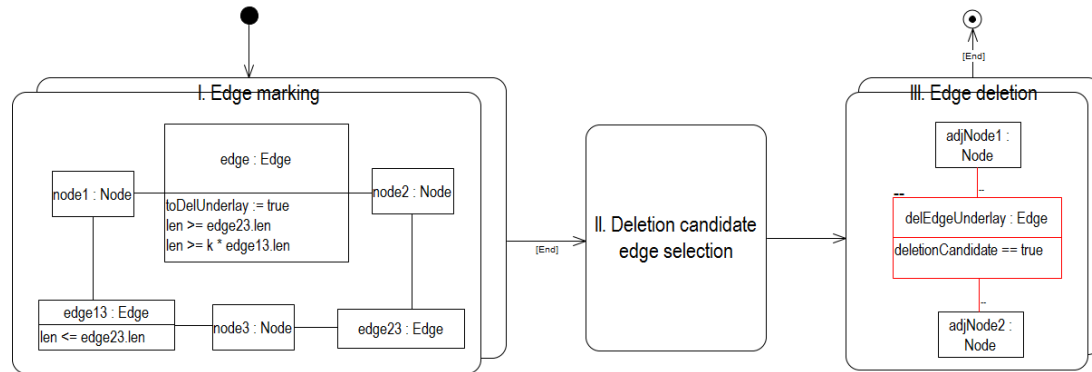 I. Edge marking
edge : Edge
toDelUnderlay := true
len >= edge23.len
len >= k * edge13.len
node1 : Node
node2 : Node
edge13 : Edge
len <= edge23.len
node3 : Node
edge23 : Edge
[End]
II. Deletion candidate
edge selection
[End]
III. Edge deletion
adjNode1 :
Node
--
--
delEdgeUnderlay : Edge
deletionCandidate == true
--
adjNode2 :
Node